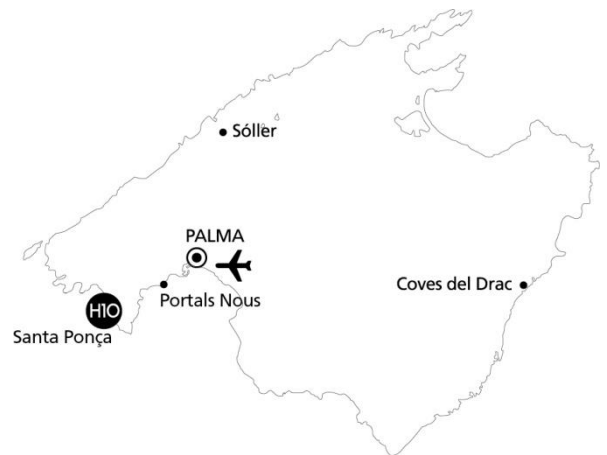 Sóller
PALMA
Coves del Drac
Portals Nous
H10
Santa Ponça